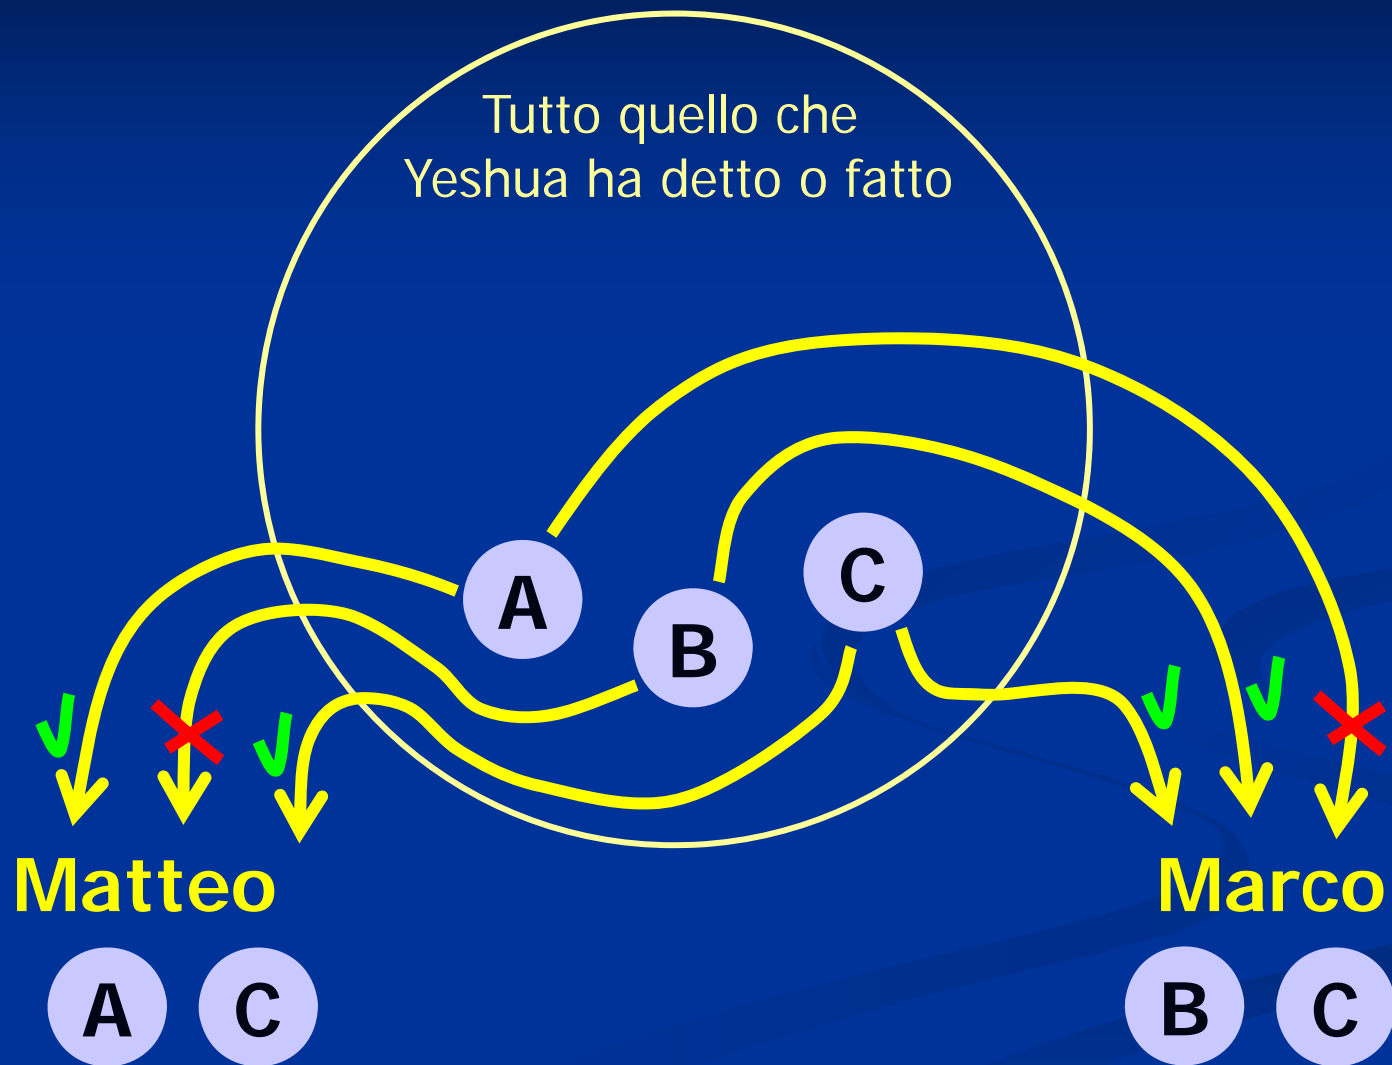 Tutto quello che
Yeshua ha detto o fatto
A
B
C
Matteo
Marco
A C
B C